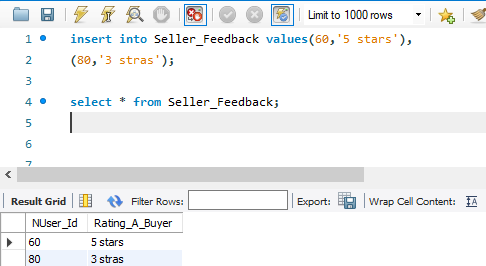 Limit to 1000 rows
1 insert into Seller_Feedback values(60,'5 stars'),
2 (80,'3 stras');
3
4 select * from Seller_Feedback;
5
6
7
Result Grid Filter Rows: Export: Wrap Cell Content:
NUser_Id Rating_A_Buyer
60 5 stars
80 3 stras